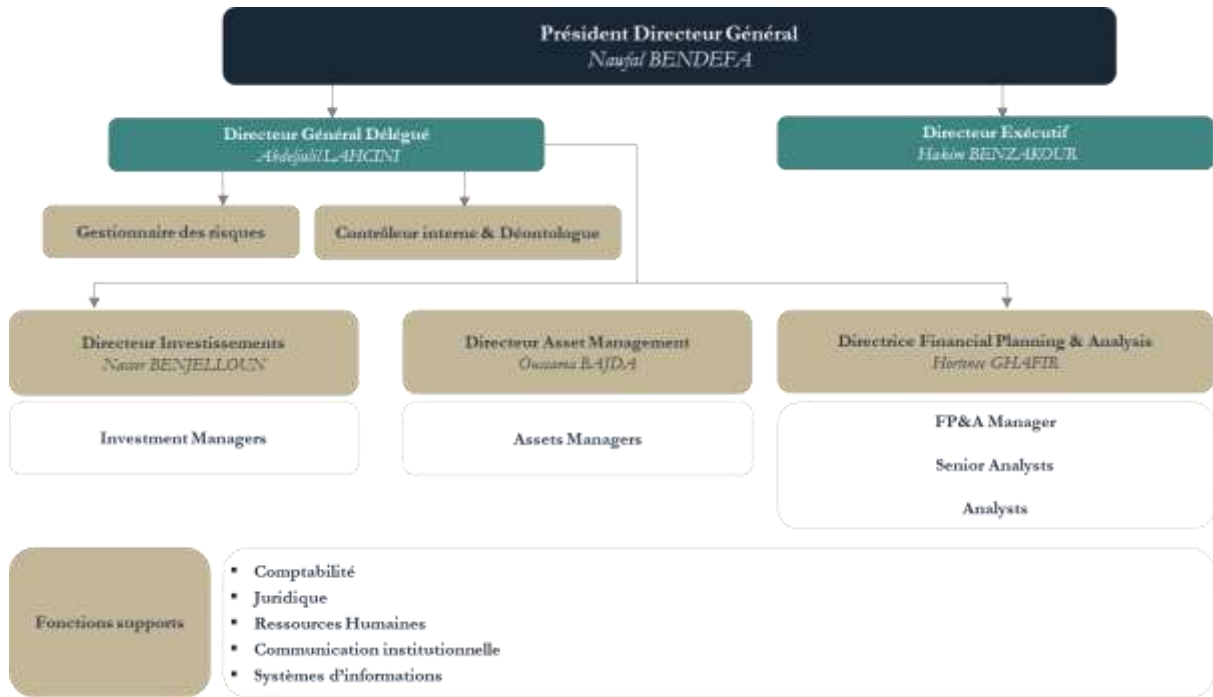 Président Directeur Général
Naufal BENDEFA
Directeur Général Délégué
Abdeljalil LAHCINI
Directeur Exécutif
Hakim BENZAKOUR
Gestionnaire des risques
Contrôleur interne & Déontologue
Directeur Investissements
Nasser BENJELLOUN
Directeur Asset Management
Oussama BAJDA
Directrice Financial Planning & Analysis
Hortense GHAFIR
Investment Managers
Assets Managers
FP&A Manager
Senior Analysts
Analysts
Fonctions supports
▪ Comptabilité
▪ Juridique
▪ Ressources Humaines
▪ Communication institutionnelle
▪ Systèmes d'informations